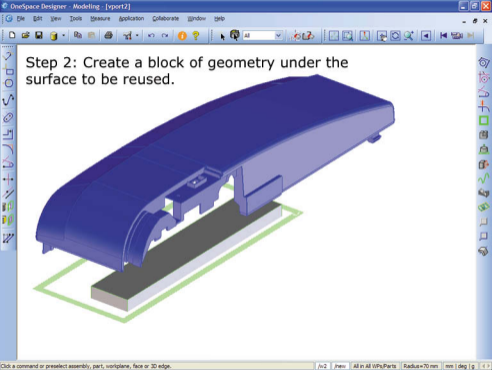 OneSpace Designer - Modeling - [vport2]
File Edit View Tools Measure Application Collaborate Window Help
All
Step 2: Create a block of geometry under the
surface to be reused.
Click a command or preselect assembly, part, workplane, face or 3D edge.
/w2 /new All in All WPs/Parts Radius=70 mm mm | deg | g